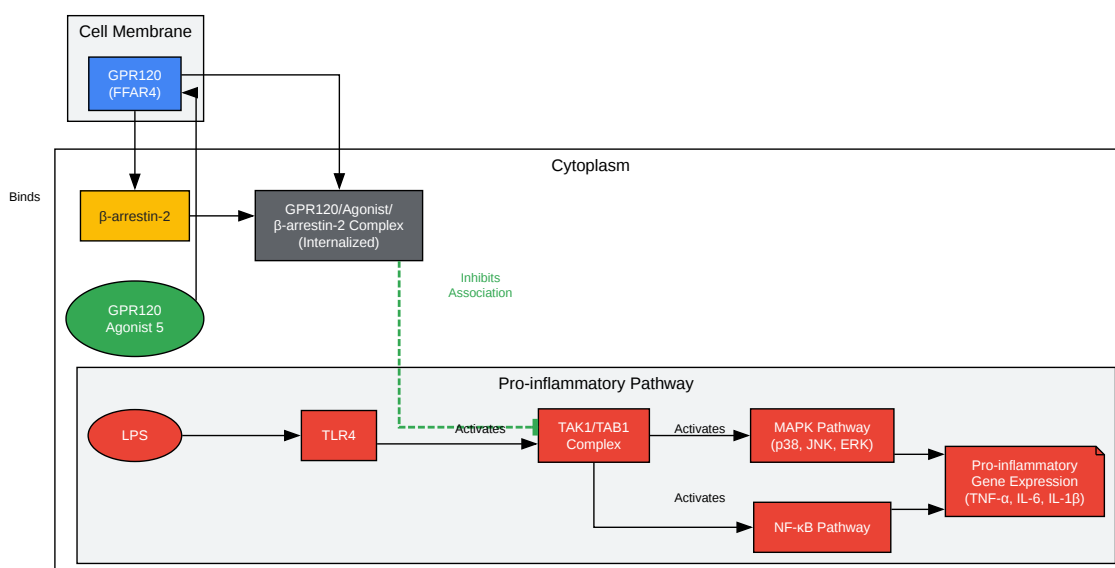 Cell Membrane
GPR120
(FFAR4)
Cytoplasm
Binds
β-arrestin-2
GPR120/Agonist/
β-arrestin-2 Complex
(Internalized)
Inhibits
Association
GPR120
Agonist 5
Pro-inflammatory Pathway
LPS
TLR4
Activates
TAK1/TAB1
Complex
Activates
MAPK Pathway
(p38, JNK, ERK)
Activates
NF-κB Pathway
Pro-inflammatory
Gene Expression
(TNF-α, IL-6, IL-1β)